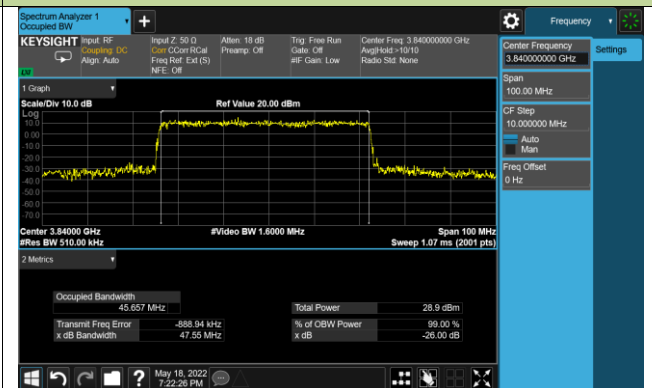 Spectrum Analyzer 1
Occupied BW
Frequency
KEYSIGHT
Input: RF
Coupling: DC
Align: Auto
Input Z: 50 Ω
Corr CCorr RCal
Freq Ref: Ext (S)
NFE: Off
Atten: 18 dB
Preamp: Off
Trig: Free Run
Gate: Off
#IF Gain: Low
Center Freq: 3.840000000 GHz
Avg|Hold:>10/10
Radio Std: None
Center Frequency
3.840000000 GHz
Settings
Span
100.00 MHz
CF Step
10.000000 MHz
Auto
Man
Freq Offset
0 Hz
1 Graph
Scale/Div 10.0 dB
Ref Value 20.00 dBm
Log
10.0
0.00
-10.0
-20.0
-30.0
-40.0
-50.0
-60.0
-70.0
Center 3.84000 GHz
#Video BW 1.6000 MHz
Span 100 MHz
#Res BW 510.00 kHz
Sweep 1.07 ms (2001 pts)
2 Metrics
Occupied Bandwidth
45.657 MHz
Total Power 28.9 dBm
Transmit Freq Error -888.94 kHz
% of OBW Power 99.00 %
x dB Bandwidth 47.55 MHz
x dB -26.00 dB
May 18, 2022
7:22:26 PM